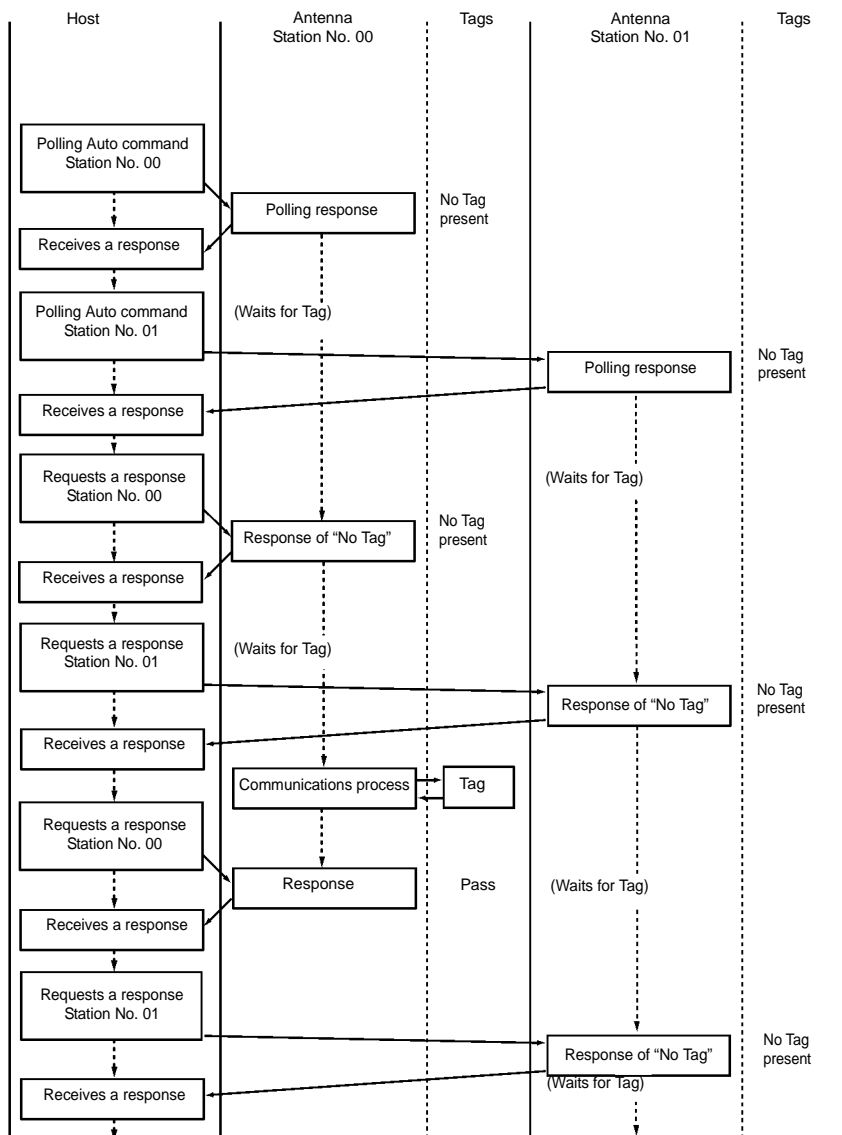 Host
Antenna
Station No. 00
Tags
Antenna
Station No. 01
Tags
Polling Auto command
Station No. 00
Polling response
No Tag
present
Receives a response
Polling Auto command
Station No. 01
(Waits for Tag)
Polling response
No Tag
present
Receives a response
Requests a response
Station No. 00
(Waits for Tag)
Response of “No Tag”
No Tag
present
Receives a response
Requests a response
Station No. 01
(Waits for Tag)
Response of “No Tag”
No Tag
present
Receives a response
Communications process
Tag
Requests a response
Station No. 00
Response
Pass
(Waits for Tag)
Receives a response
Requests a response
Station No. 01
Response of “No Tag”
No Tag
present
(Waits for Tag)
Receives a response